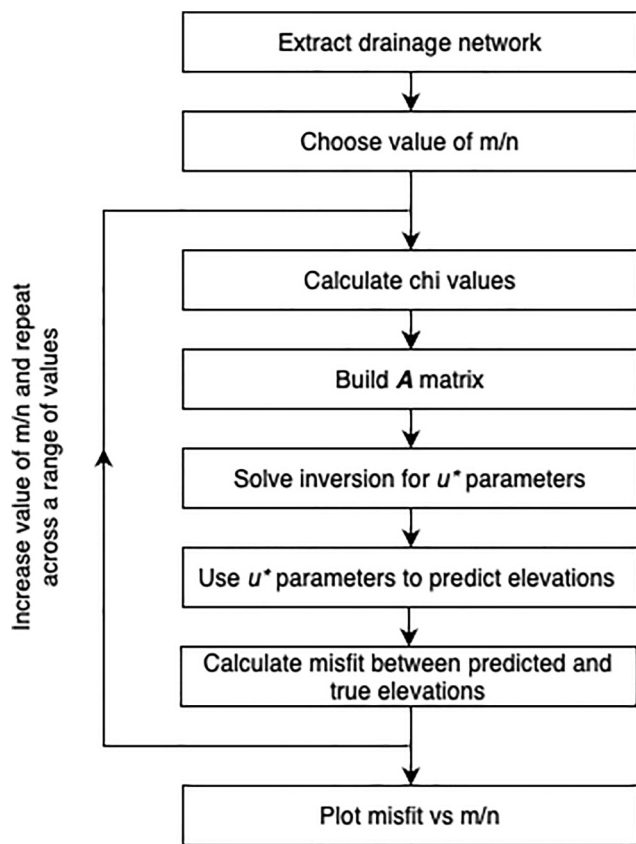 Extract drainage network
Choose value of m/n
Increase value of m/n and repeat
across a range of values
Calculate chi values
Build A matrix
Solve inversion for u* parameters
Use u* parameters to predict elevations
Calculate misfit between predicted and
true elevations
Plot misfit vs m/n